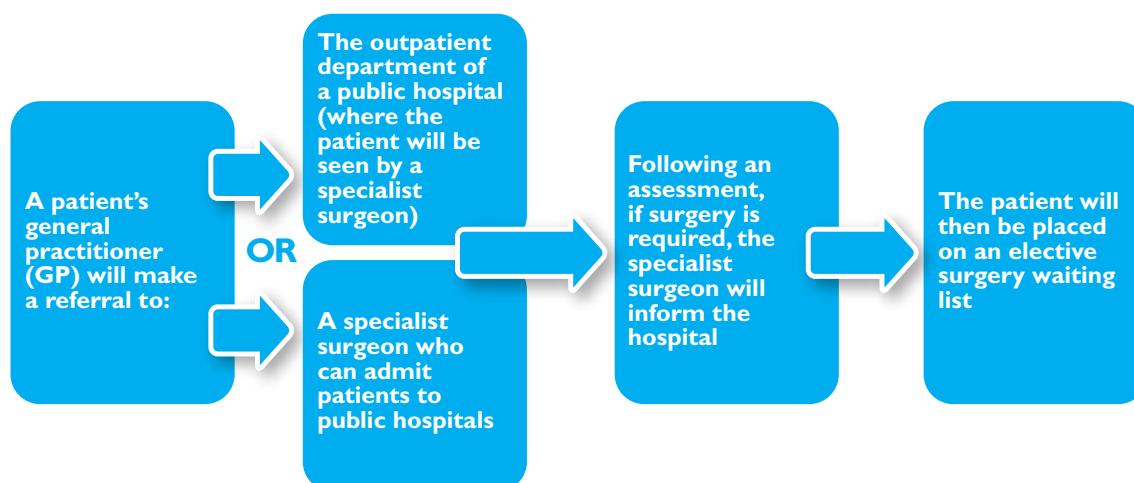 A patient's
general
practitioner
(GP) will make
a referral to:
OR
The outpatient
department of
a public hospital
(where the
patient will be
seen by a
specialist
surgeon)
A specialist
surgeon who
can admit
patients to
public hospitals
Following an
assessment,
if surgery is
required, the
specialist
surgeon will
inform the
hospital
The patient will
then be placed
on an elective
surgery waiting
list